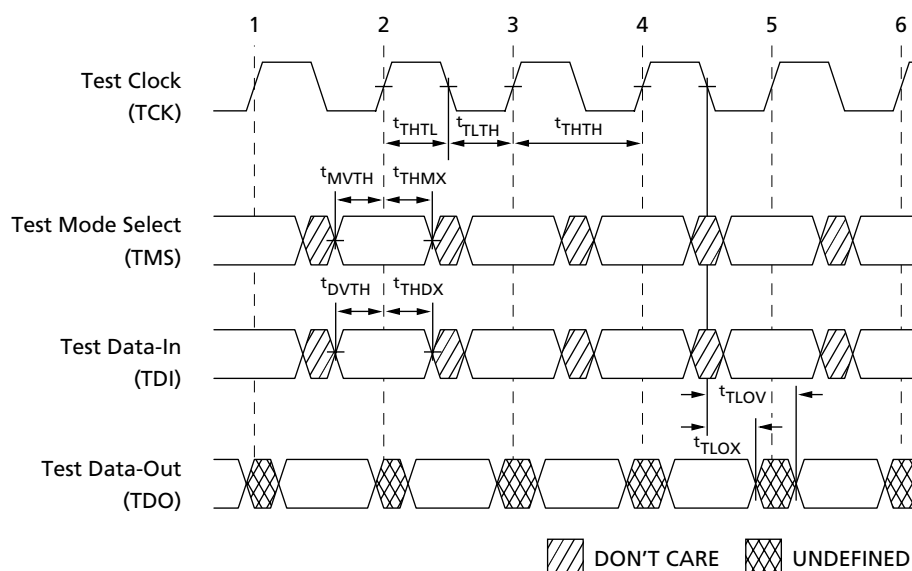 1 2 3 4 5 6
Test Clock
(TCK)
tTHTL tTLTH tTHTH
tMVTH tTHMX
Test Mode Select
(TMS)
tDVTH tTHDX
Test Data-In
(TDI)
tTLOV
tTLOX
Test Data-Out
(TDO)
DON'T CARE UNDEFINED